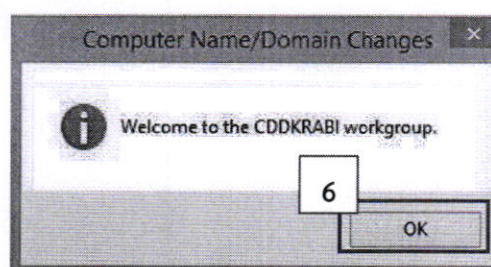 Computer Name/Domain Changes
Welcome to the CDDKRABI workgroup.
6
OK